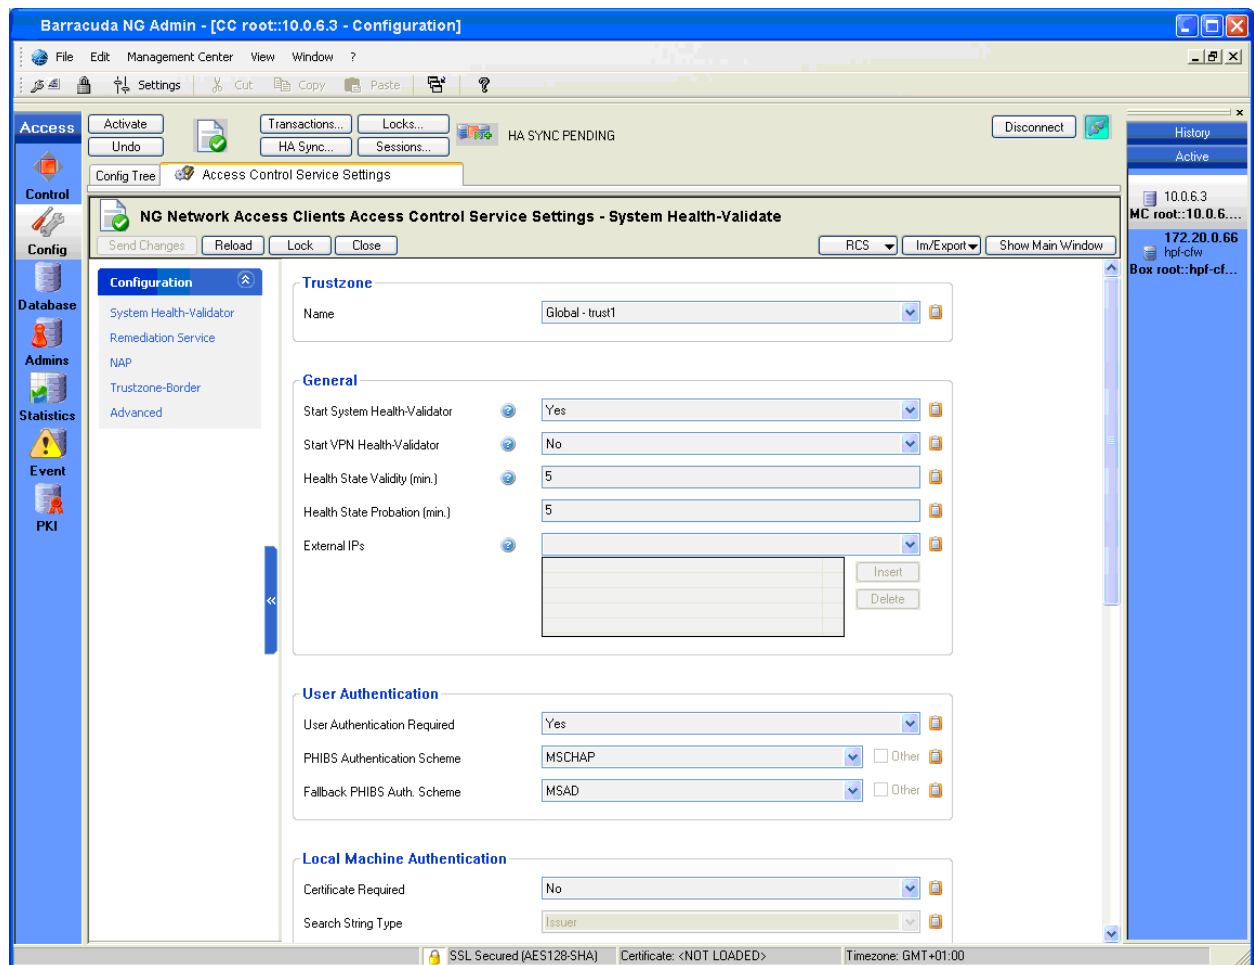 Barracuda NG Admin - [CC root::10.0.6.3 - Configuration]
File Edit Management Center View Window ?
Settings Cut Copy Paste
Access
Activate
Undo
Transactions...
Locks...
HA Sync...
Sessions...
HA SYNC PENDING
Disconnect
Config Tree
Access Control Service Settings
NG Network Access Clients Access Control Service Settings - System Health-Validate
Send Changes Reload Lock Close
RCS Im/Export Show Main Window
Control
Config
Database
Admins
Statistics
Event
PKI
Configuration
System Health-Validator
Remediation Service
NAP
Trustzone-Border
Advanced
«
Trustzone
Name Global - trust1
General
Start System Health-Validator Yes
Start VPN Health-Validator No
Health State Validity (min.) 5
Health State Probation (min.) 5
External IPs
Insert
Delete
User Authentication
User Authentication Required Yes
PHIBS Authentication Scheme MSCHAP Other
Fallback PHIBS Auth. Scheme MSAD Other
Local Machine Authentication
Certificate Required No
Search String Type Issuer
History
Active
10.0.6.3
MC root::10.0.6....
172.20.0.66
hpf-cfw
Box root::hpf-cf...
SSL Secured (AES128-SHA) Certificate: <NOT LOADED> Timezone: GMT+01:00